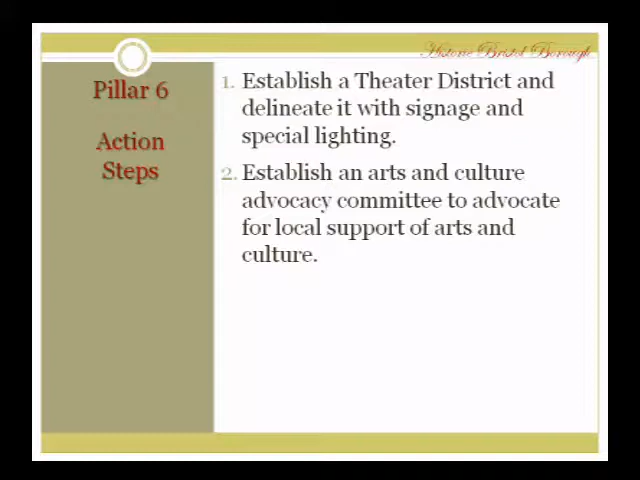 Historic Bristol Borough
Pillar 6
Action
Steps
1. Establish a Theater District and
delineate it with signage and
special lighting.
2. Establish an arts and culture
advocacy committee to advocate
for local support of arts and
culture.